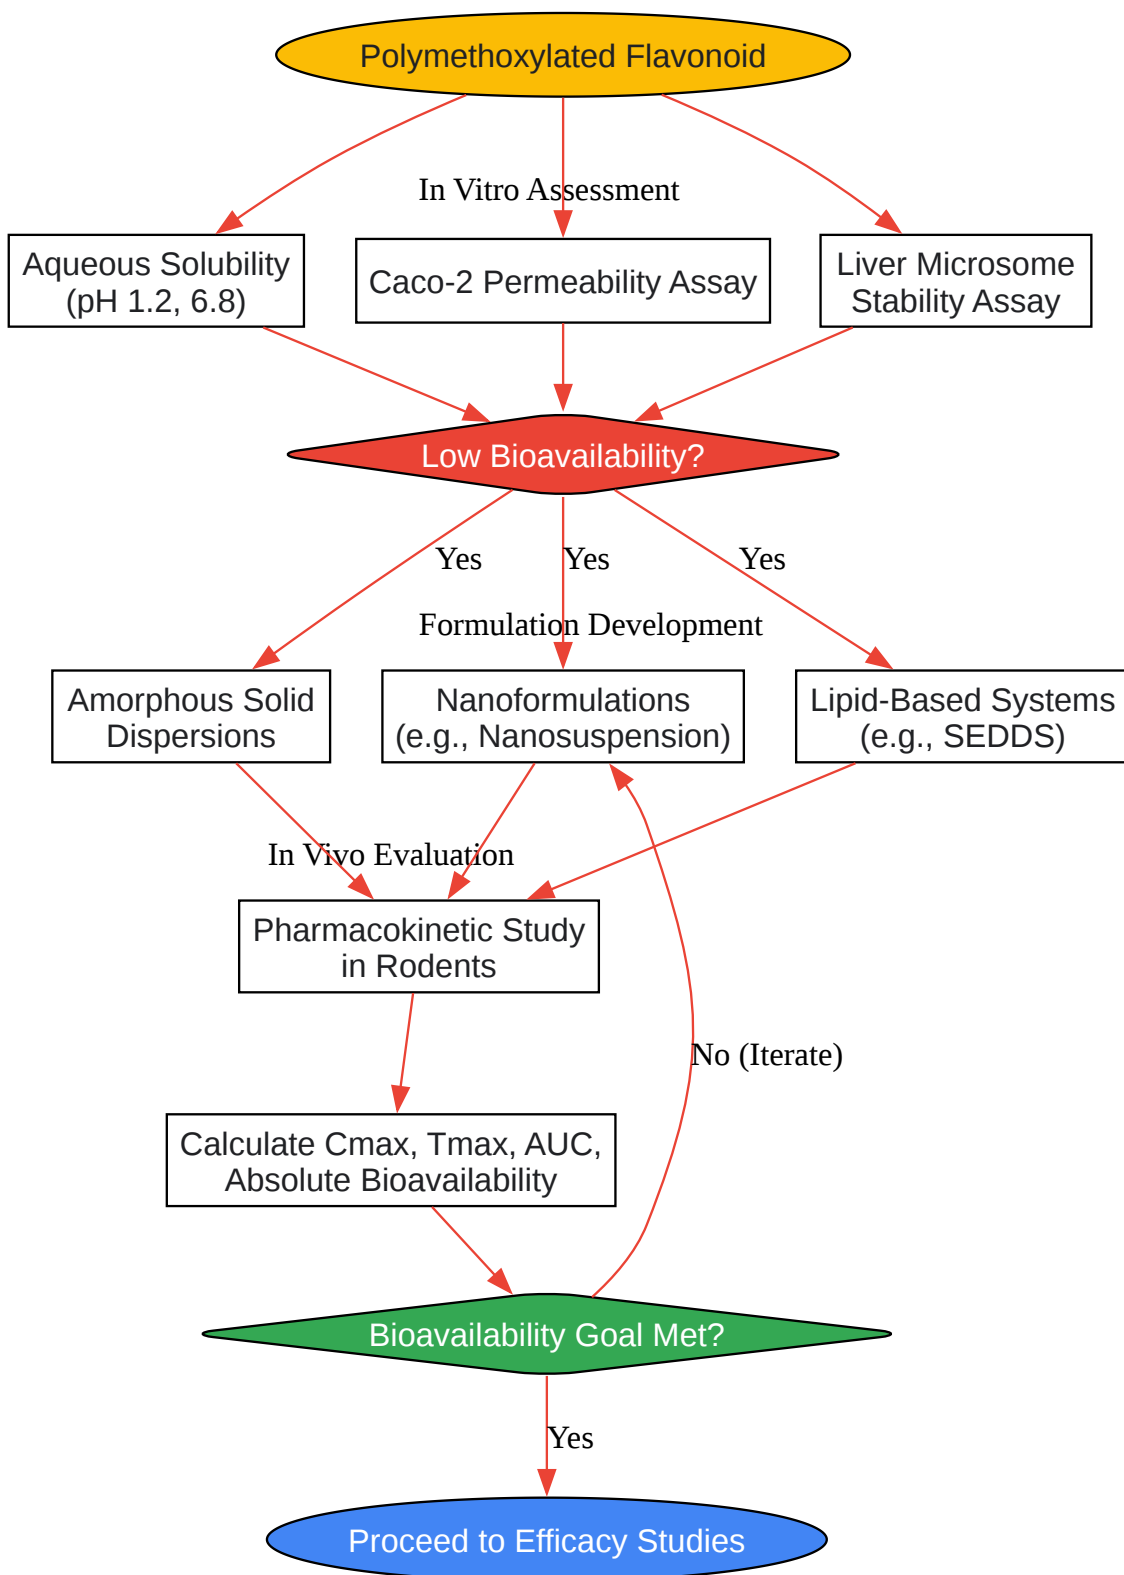 Polymethoxylated Flavonoid
In Vitro Assessment
Aqueous Solubility
(pH 1.2, 6.8)
Caco-2 Permeability Assay
Liver Microsome
Stability Assay
Low Bioavailability?
Yes
Yes
Yes
Formulation Development
Amorphous Solid
Dispersions
Nanoformulations
(e.g., Nanosuspension)
Lipid-Based Systems
(e.g., SEDDS)
In Vivo Evaluation
Pharmacokinetic Study
in Rodents
No (Iterate)
Calculate Cmax, Tmax, AUC,
Absolute Bioavailability
Bioavailability Goal Met?
Yes
Proceed to Efficacy Studies